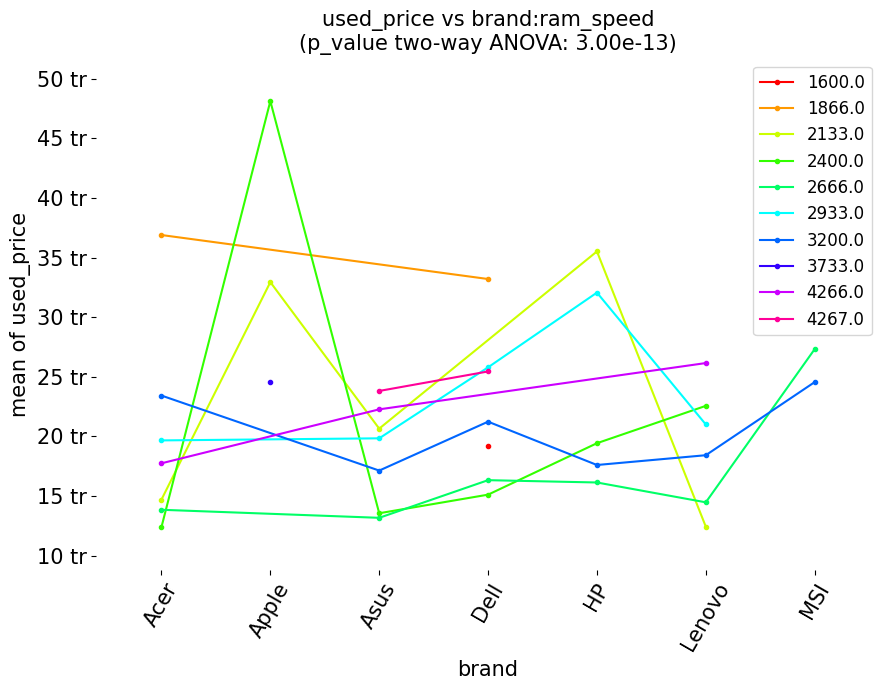 used_price vs brand:ram_speed
(p_value two-way ANOVA: 3.00e-13)
50 tr
45 tr
40 tr
35 tr
30 tr
25 tr
20 tr
15 tr
10 tr
mean of used_price
1600.0
1866.0
2133.0
2400.0
2666.0
2933.0
3200.0
3733.0
4266.0
4267.0
Acer
Apple
Asus
Dell
HP
Lenovo
MSI
brand